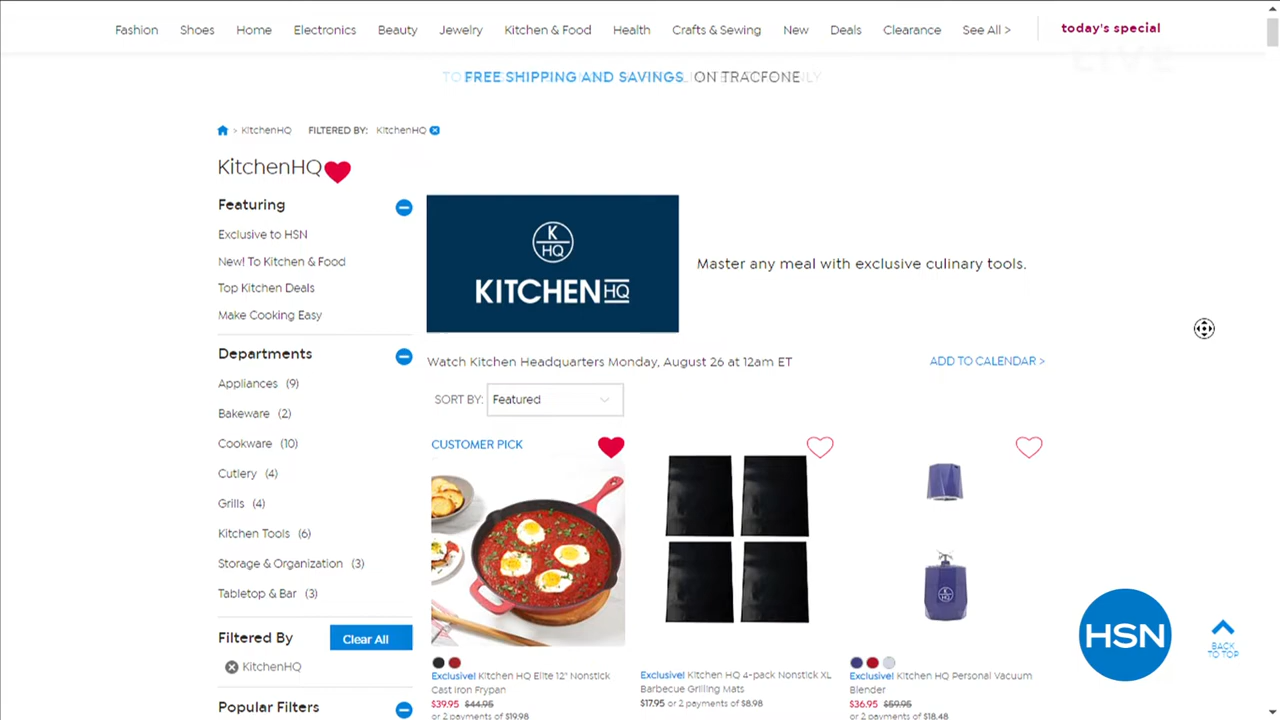 Fashion Shoes Home Electronics Beauty Jewelry Kitchen & Food Health Crafts & Sewing New Deals Clearance See All > today's special
LIVE
FREE SHIPPING AND SAVINGS ON TRACFONE
> KitchenHQ FILTERED BY: KitchenHQ
KitchenHQ
Featuring
Exclusive to HSN
New! To Kitchen & Food
Top Kitchen Deals
Make Cooking Easy
Departments
Appliances (9)
Bakeware (2)
Cookware (10)
Cutlery (4)
Grills (4)
Kitchen Tools (6)
Storage & Organization (3)
Tabletop & Bar (3)
Filtered By Clear All
KitchenHQ
Popular Filters
K
HQ
KITCHEN HQ
Master any meal with exclusive culinary tools.
Watch Kitchen Headquarters Monday, August 26 at 12am ET ADD TO CALENDAR >
SORT BY: Featured
CUSTOMER PICK
Exclusive! Kitchen HQ Elite 12" Nonstick
Cast Iron Frypan
$39.95 $44.95
or 2 payments of $19.98
Exclusive! Kitchen HQ 4-pack Nonstick XL
Barbecue Grilling Mats
$17.95 or 2 payments of $8.98
K
HQ
Exclusive! Kitchen HQ Personal Vacuum
Blender
$36.95 $59.95
or 2 payments of $18.48
HSN
BACK
TO TOP